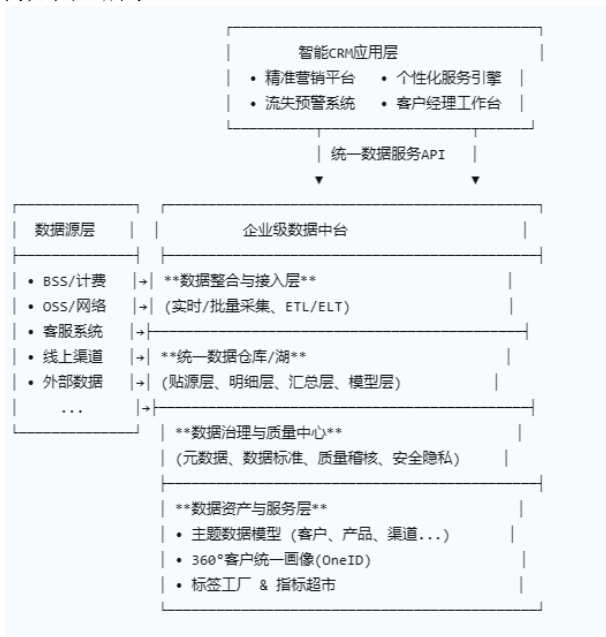 智能CRM应用层
• 精准营销平台 • 个性化服务引擎
• 流失预警系统 • 客户经理工作台
统一数据服务API
数据源层
企业级数据中台
• BSS/计费
**数据整合与接入层**
• OSS/网络
(实时/批量采集、ETL/ELT)
• 客服系统
• 线上渠道
**统一数据仓库/湖**
• 外部数据
(贴源层、明细层、汇总层、模型层)
...
**数据治理与质量中心**
(元数据、数据标准、质量稽核、安全隐私)
**数据资产与服务层**
• 主题数据模型 (客户、产品、渠道...)
• 360°客户统一画像(OneID)
• 标签工厂 & 指标超市